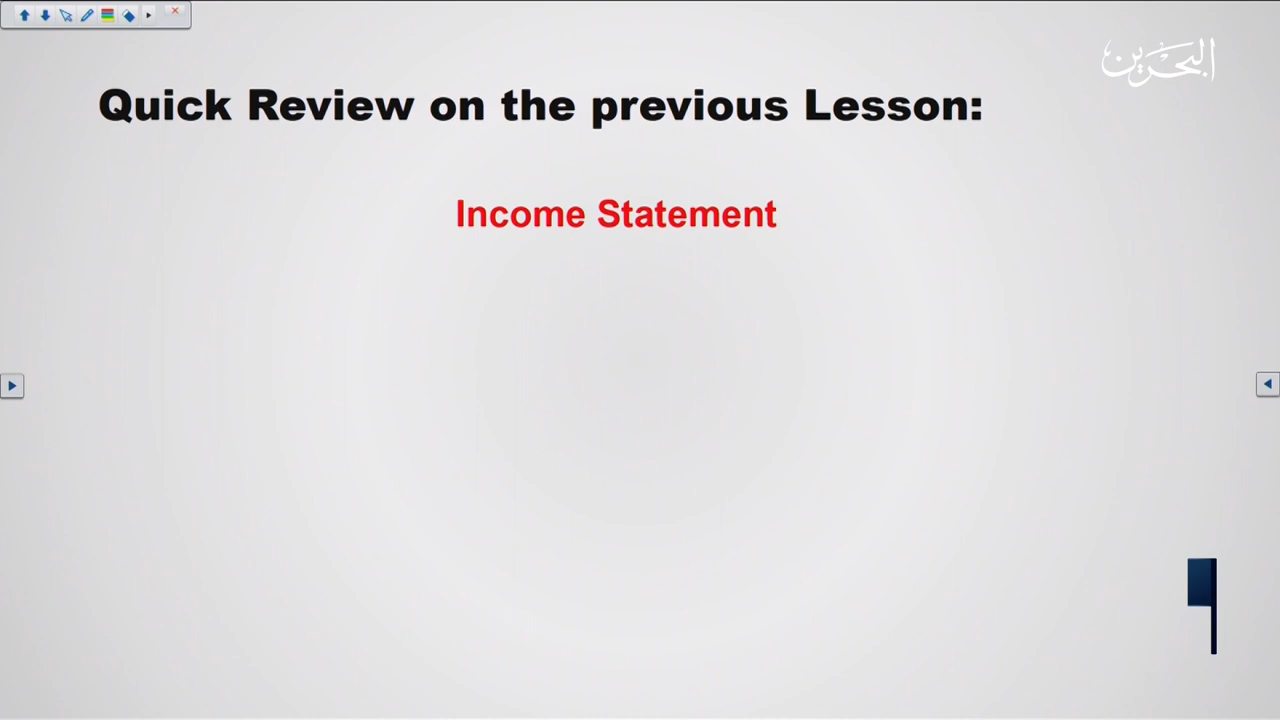 البحرين
Quick Review on the previous Lesson:
Income Statement